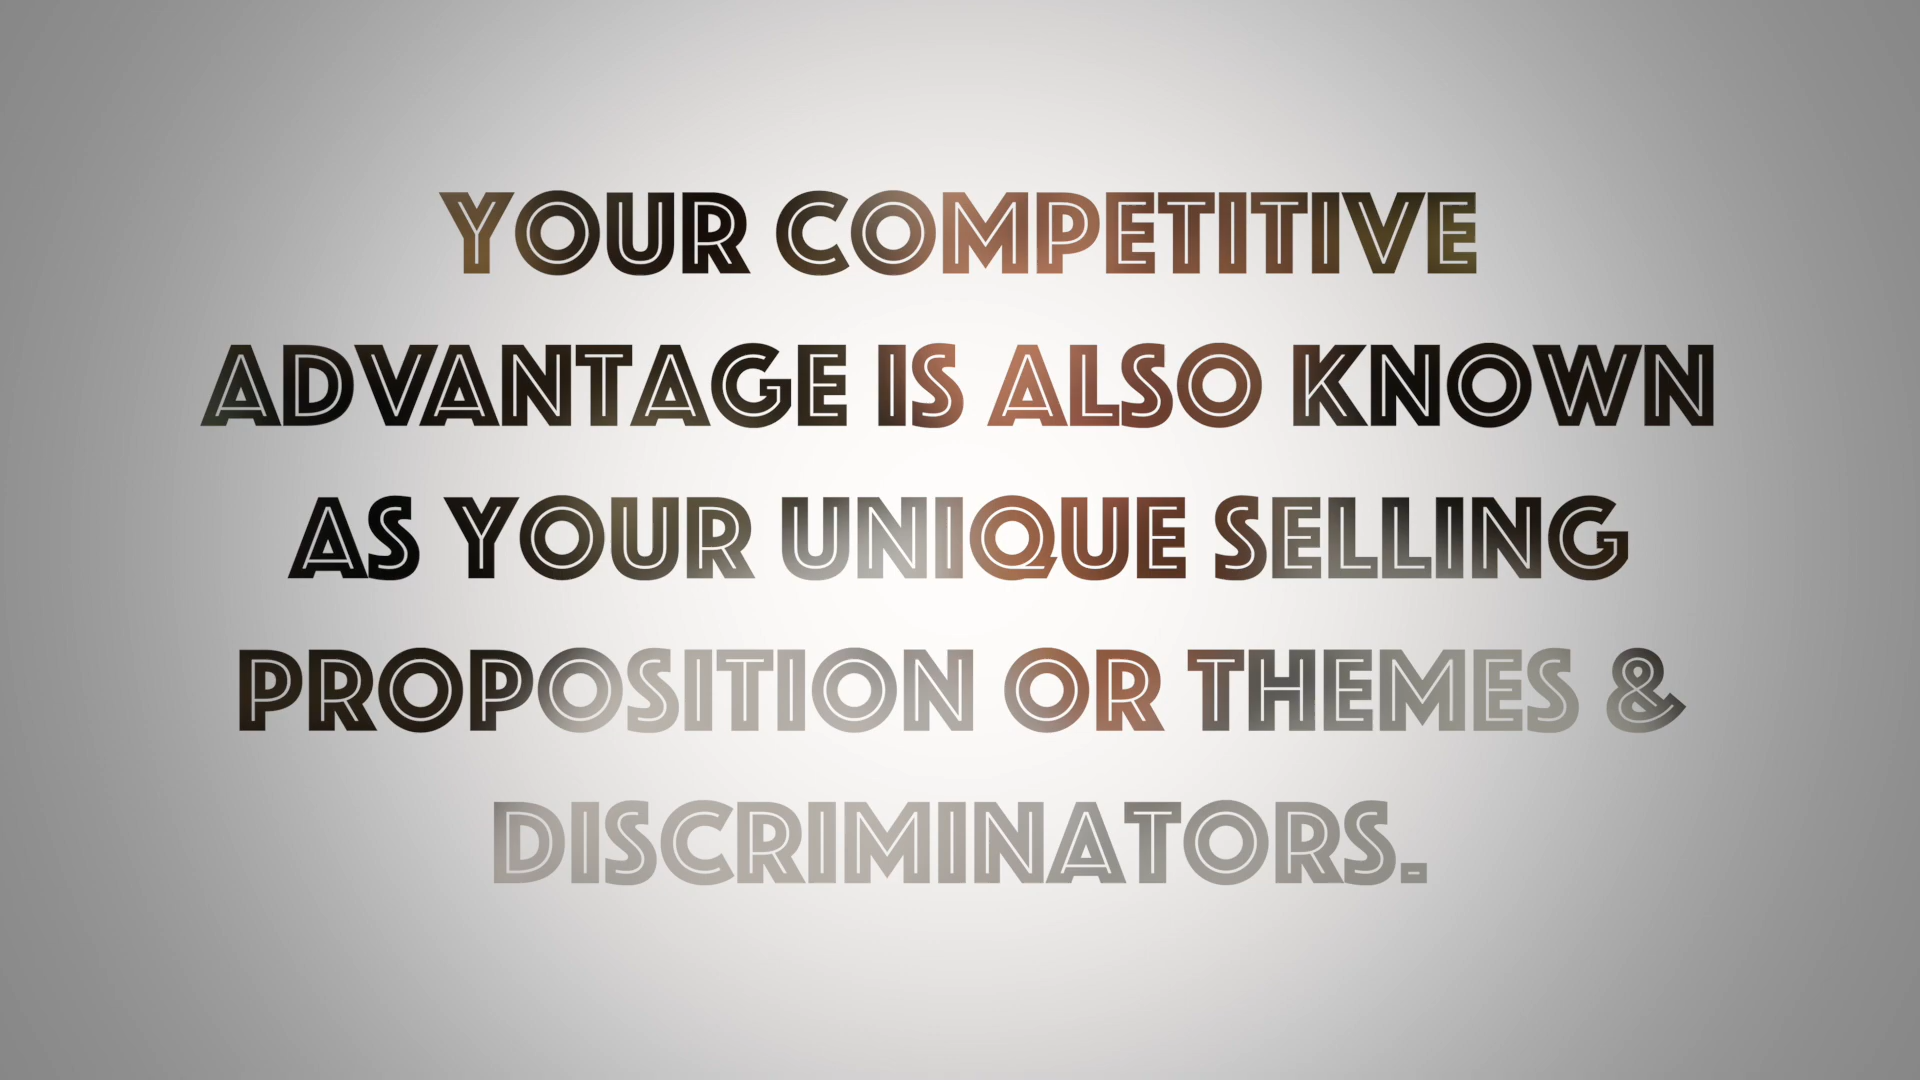 YOUR COMPETITIVE
ADVANTAGE IS ALSO KNOWN
AS YOUR UNIQUE SELLING
PROPOSITION OR THEMES &
DISCRIMINATORS.